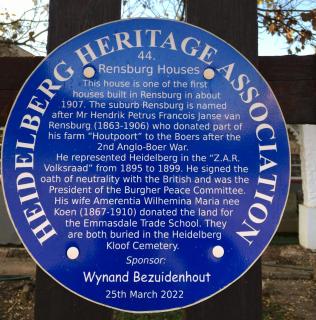 HEIDELBERG HERITAGE ASSOCIATION
44.
Rensburg Houses
This house is one of the first
houses built in Rensburg in about
1907. The suburb Rensburg is named
after Mr Hendrik Petrus Francois Janse van
Rensburg (1863-1906) who donated part of
his farm "Houtpoort" to the Boers after the
2nd Anglo-Boer War.
He represented Heidelberg in the "Z.A.R.
Volksraad" from 1895 to 1899. He signed the
oath of neutrality with the Britatish and was the
President of the Burgher Peace Committee.
His wife Amerentia Wilhemina Maria nee
Koen (1867-1910) donated the land for
the Emmasdale Trade School. They
are both buried in the Heidelberg
Kloof Cemetery.
Sponsor:
Wynand Bezuidenhout
25th March 2022